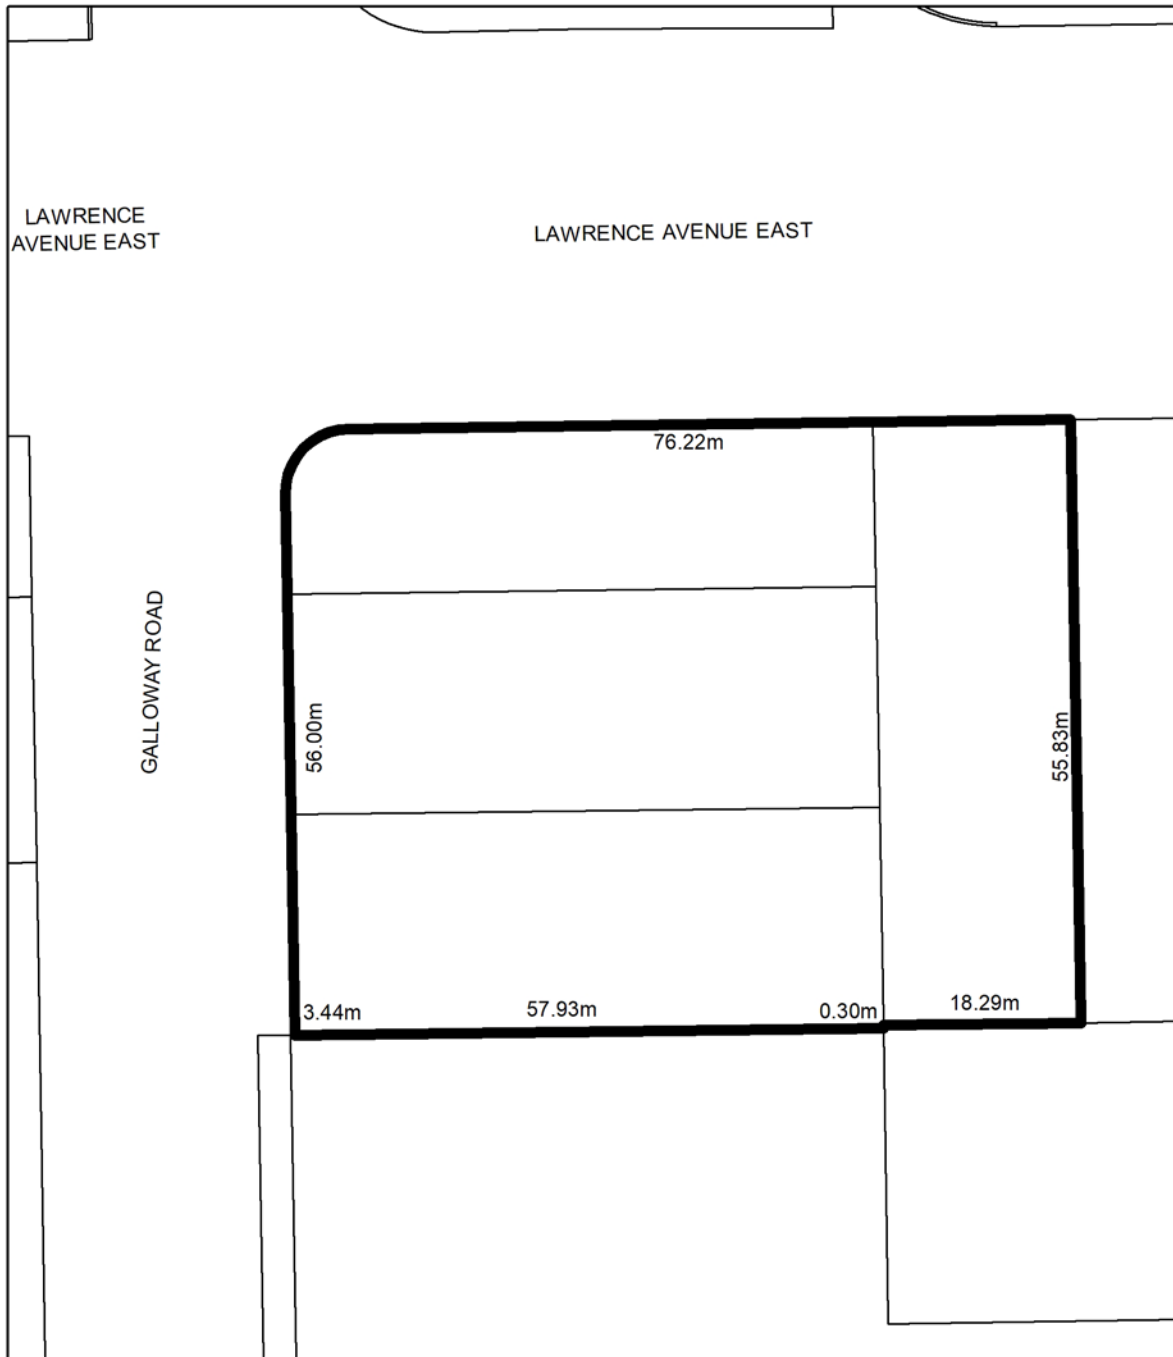 LAWRENCE
AVENUE EAST
LAWRENCE AVENUE EAST
76.22m
GALLOWAY ROAD
56.00m
55.83m
3.44m
57.93m
0.30m
18.29m